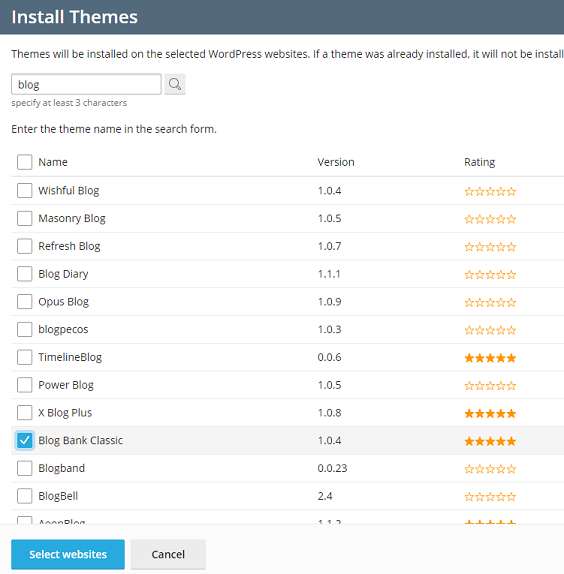 Install Themes
Themes will be installed on the selected WordPress websites. If a theme was already installed, it will not be install
blog
specify at least 3 characters
Enter the theme name in the search form.
Name Version Rating
Wishful Blog 1.0.4
Masonry Blog 1.0.5
Refresh Blog 1.0.7
Blog Diary 1.1.1
Opus Blog 1.0.9
blogpecos 1.0.3
TimelineBlog 0.0.6
Power Blog 1.0.5
X Blog Plus 1.0.8
Blog Bank Classic 1.0.4
Blogband 0.0.23
BlogBell 2.4
Select websites Cancel